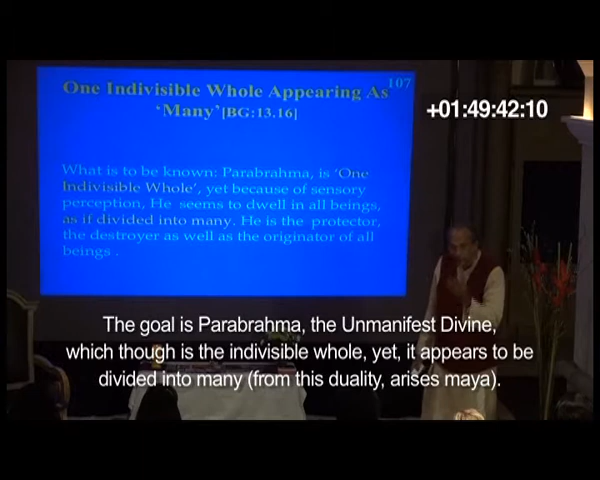 107
One Indivisible Whole Appearing As
‘Many’[BG:13.16]
+01:49:42:10
What is to be known: Parabrahma, is ‘One
Indivisible Whole’, yet because of sensory
perception, He seems to dwell in all beings,
as if divided into many. He is the protector,
the destroyer as well as the originator of all
beings .
The goal is Parabrahma, the Unmanifest Divine,
which though is the indivisible whole, yet, it appears to be
divided into many (from this duality, arises maya).